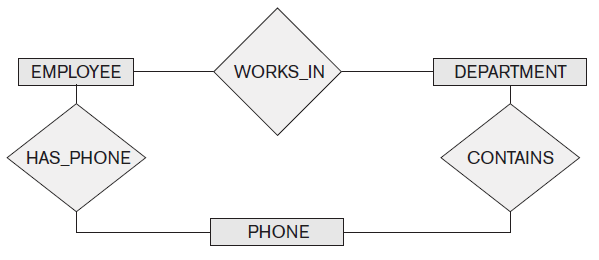 EMPLOYEE
WORKS_IN
DEPARTMENT
HAS_PHONE
CONTAINS
PHONE